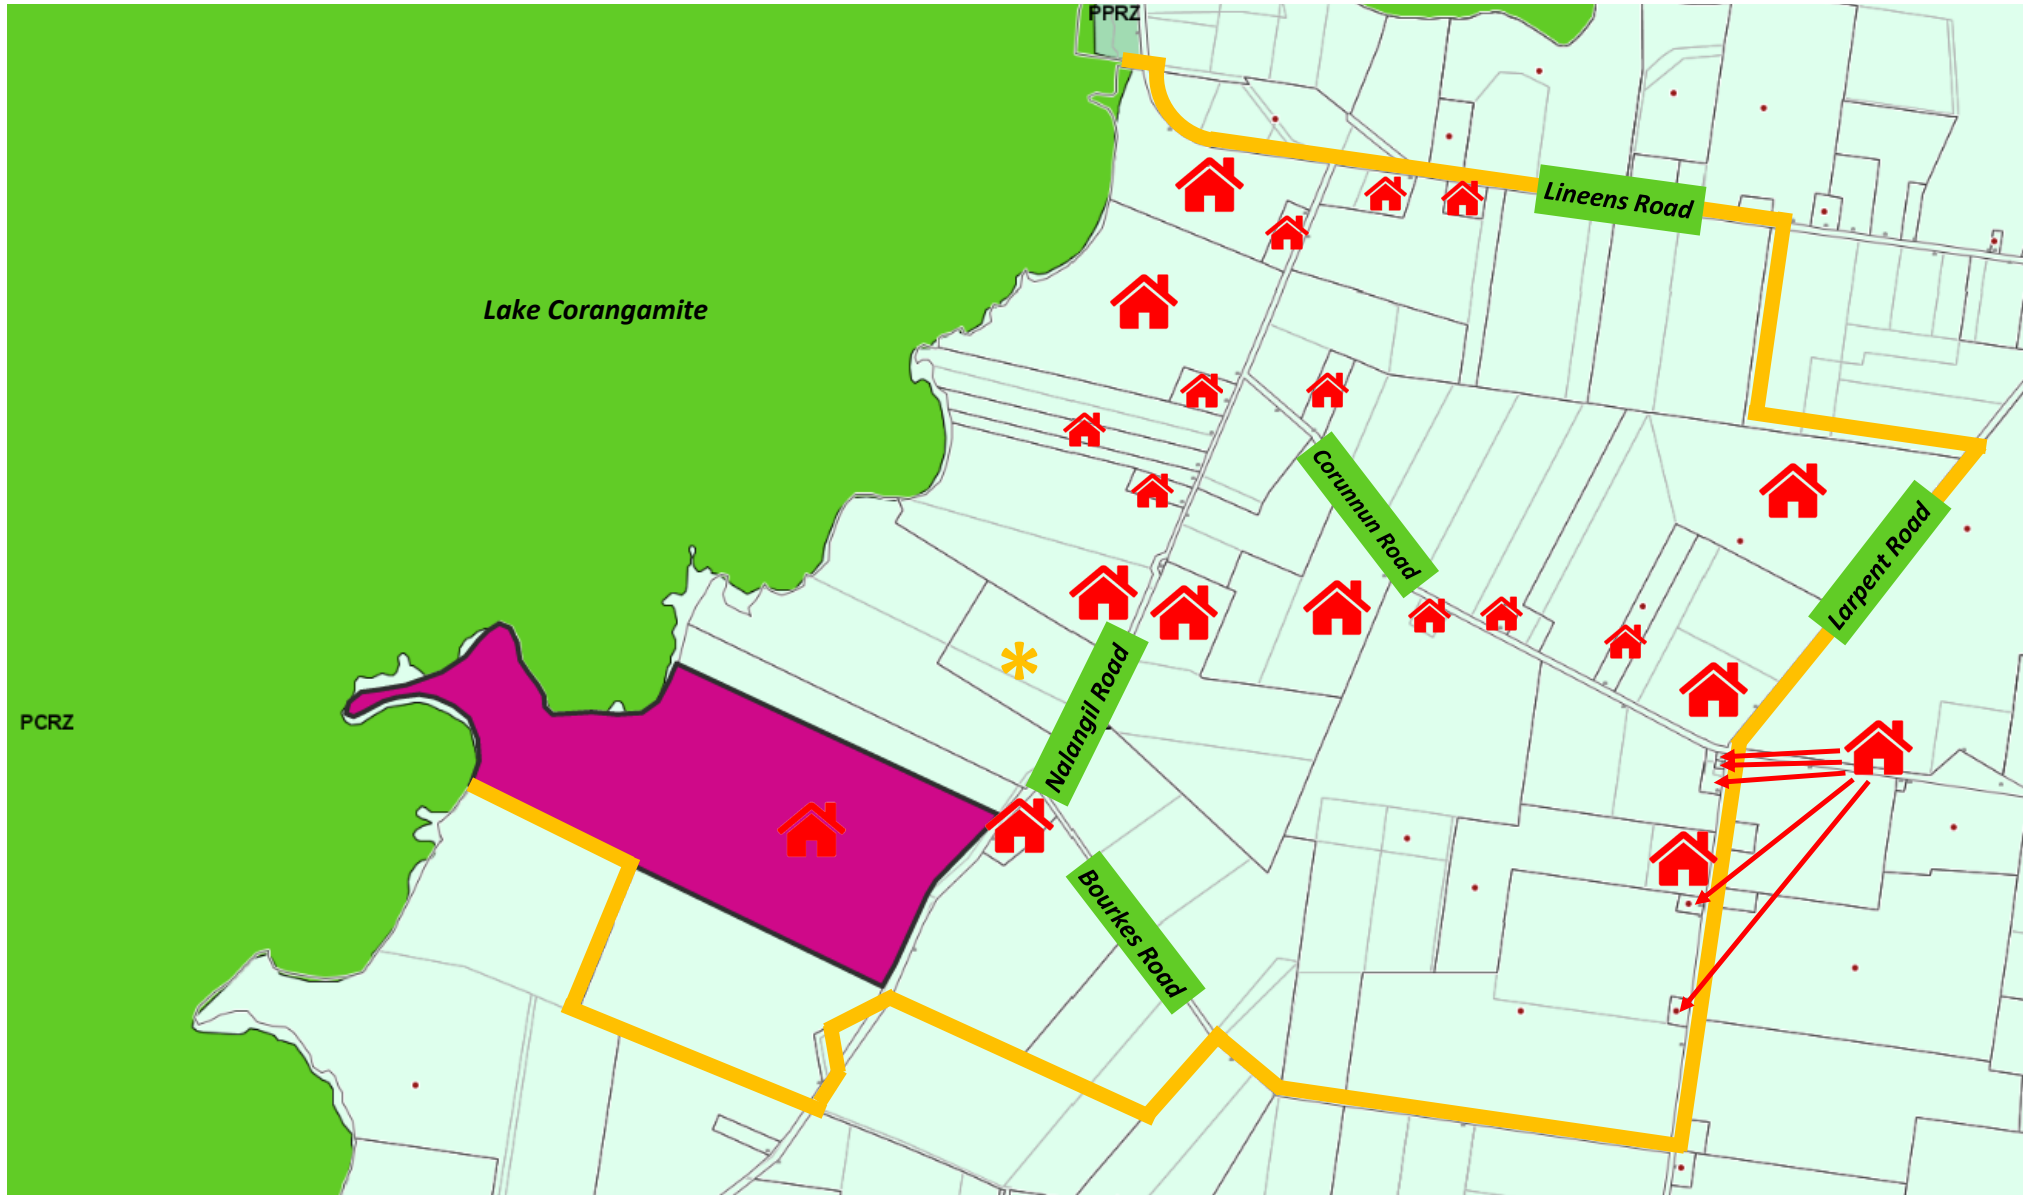 PPRZ
Lineens Road
Lake Corangamite
Corunnun Road
Larpent Road
Nalangil Road
PCRZ
Bourkes Road